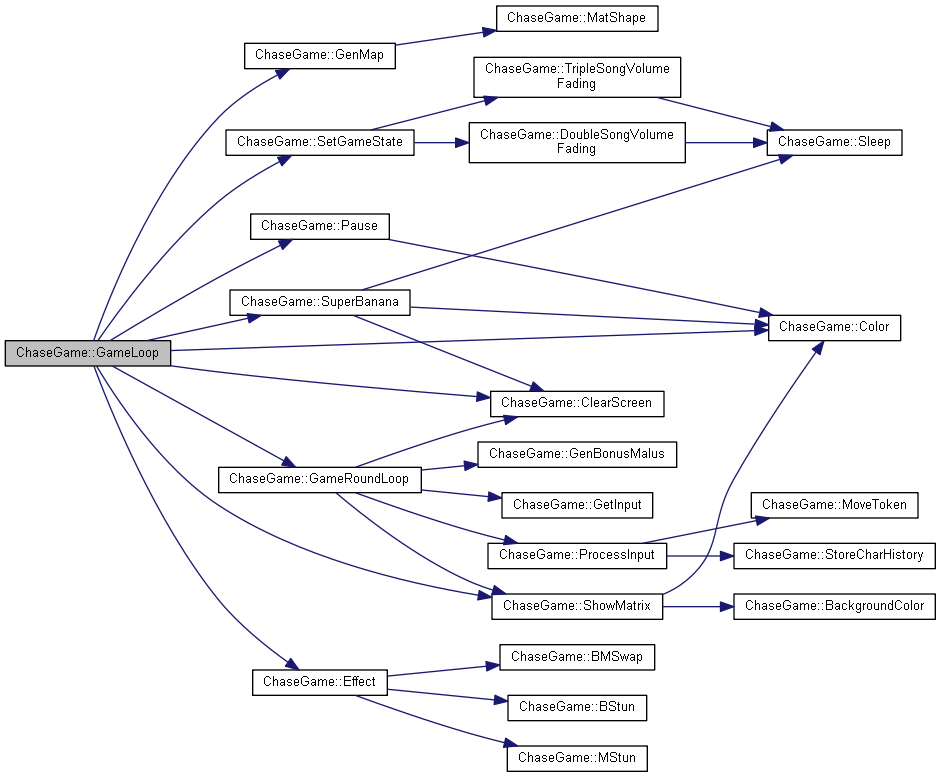 ChaseGame::MatShape
ChaseGame::GenMap
ChaseGame::TripleSongVolume
Fading
ChaseGame::SetGameState
ChaseGame::DoubleSongVolume
Fading
ChaseGame::Sleep
ChaseGame::Pause
ChaseGame::SuperBanana
ChaseGame::Color
ChaseGame::GameLoop
ChaseGame::ClearScreen
ChaseGame::GenBonusMalus
ChaseGame::GameRoundLoop
ChaseGame::GetInput
ChaseGame::MoveToken
ChaseGame::ProcessInput
ChaseGame::StoreCharHistory
ChaseGame::ShowMatrix
ChaseGame::BackgroundColor
ChaseGame::BMSwap
ChaseGame::Effect
ChaseGame::BStun
ChaseGame::MStun